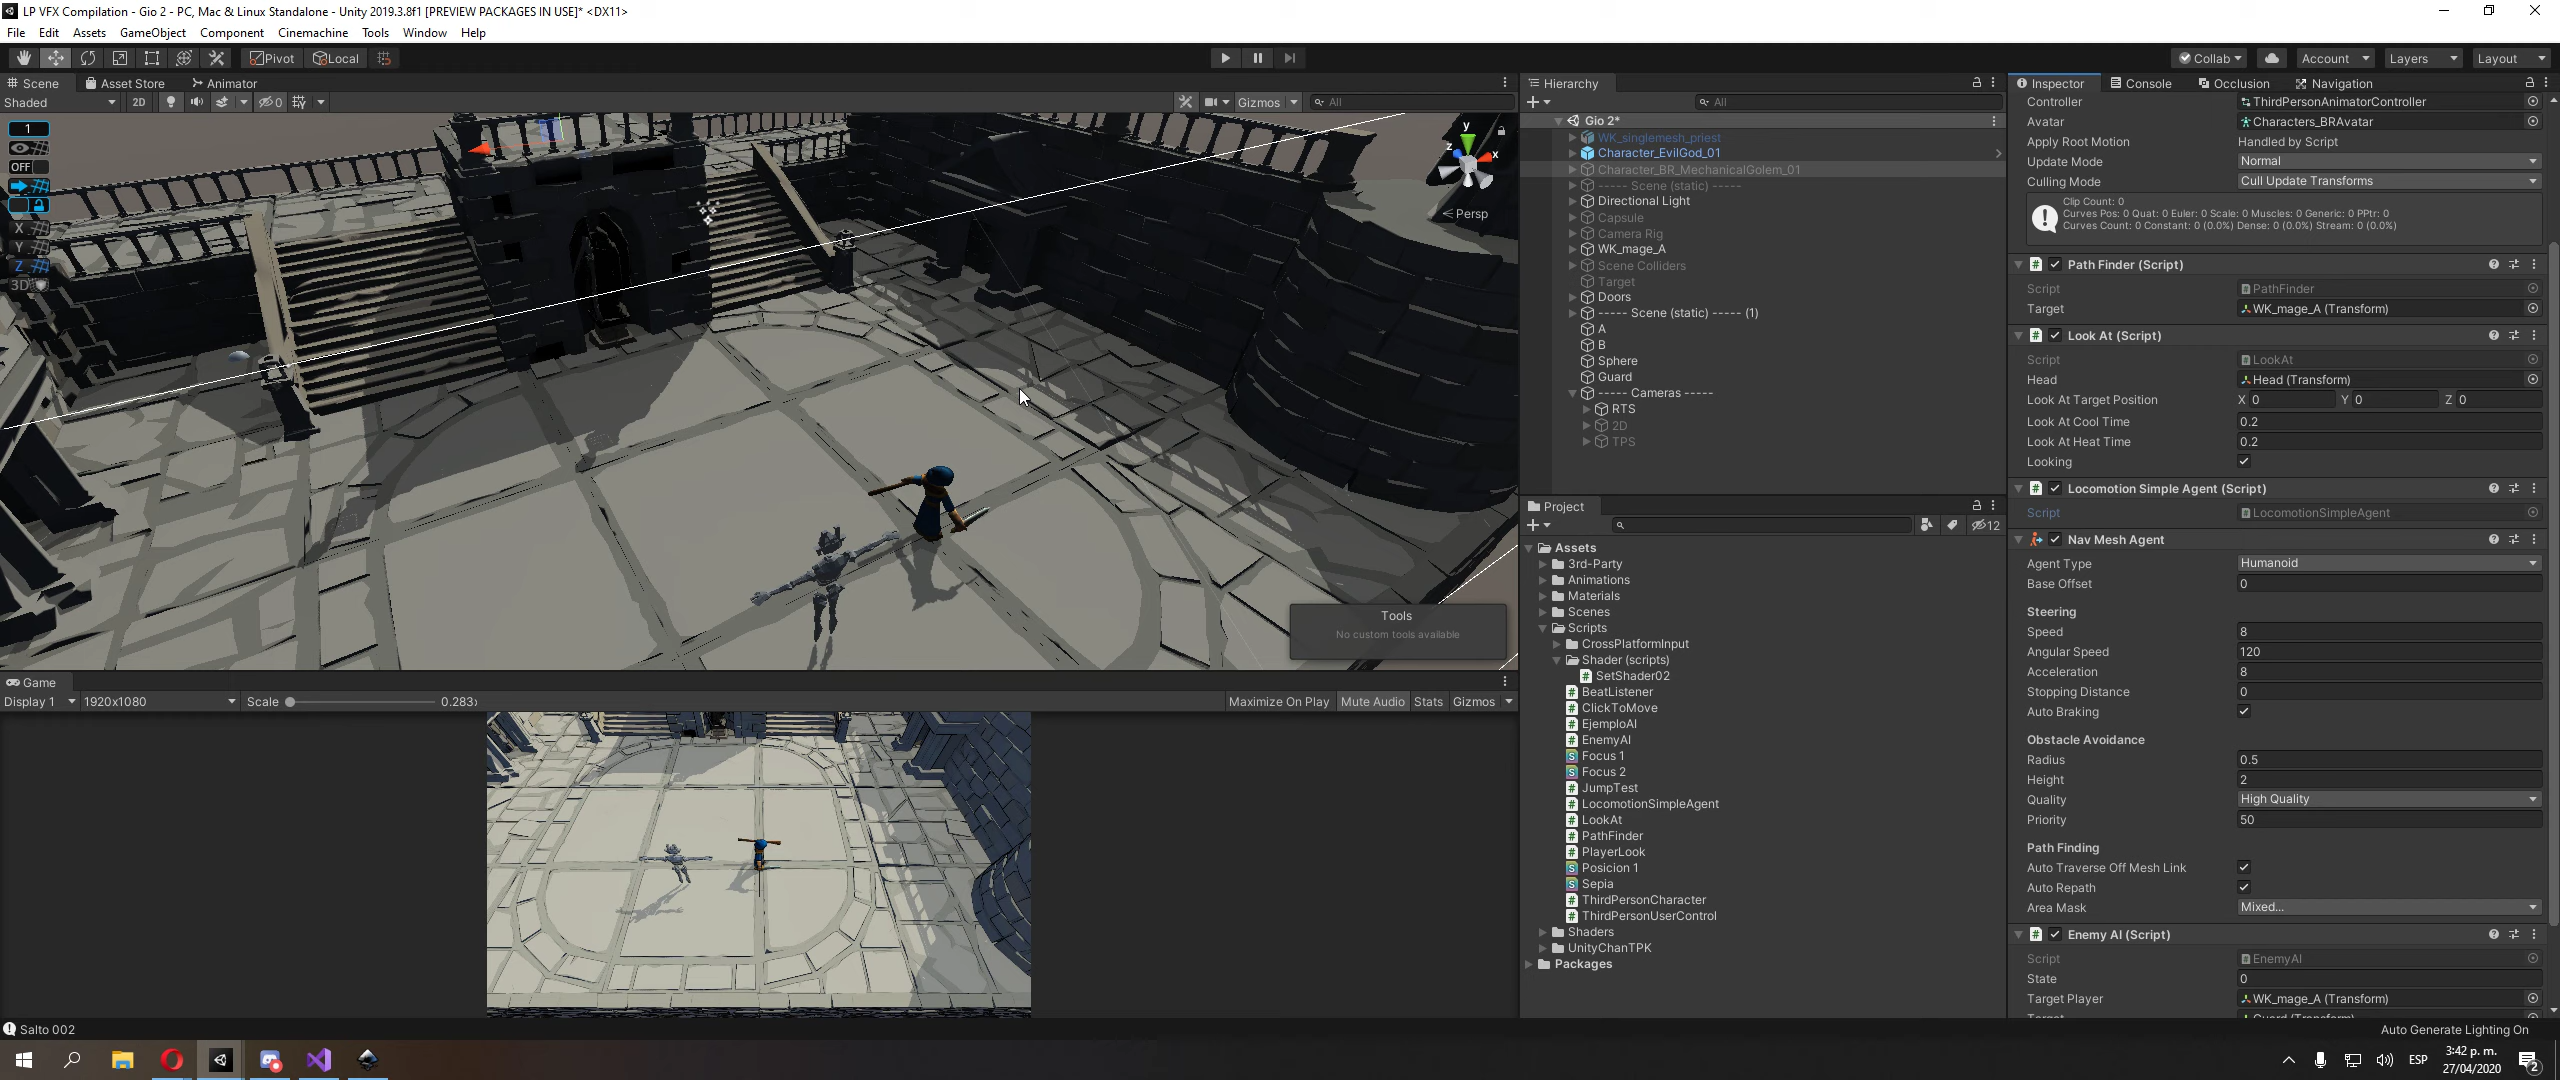 LP VFX Compilation - Gio 2 - PC, Mac & Linux Standalone - Unity 2019.3.8f1 [PREVIEW PACKAGES IN USE]* <DX11>
File Edit Assets GameObject Component Cinemachine Tools Window Help
Pivot Local Collab Account Layers Layout
Scene Asset Store Animator
Shaded 2D 0 Gizmos All
1
OFF
X
Y
Z
3D
y
z x
Persp
Tools
No custom tools available
Game
Display 1 1920x1080 Scale 0.283x Maximize On Play Mute Audio Stats Gizmos
Hierarchy
All
Gio 2*
WK_singlemesh_priest
Character_EvilGod_01
Character_BR_MechanicalGolem_01
----- Scene (static) -----
Directional Light
Capsule
Camera Rig
WK_mage_A
Scene Colliders
Target
Doors
----- Scene (static) ----- (1)
A
B
Sphere
Guard
----- Cameras -----
RTS
2D
TPS
Project
12
Assets
3rd-Party
Animations
Materials
Scenes
Scripts
CrossPlatformInput
Shader (scripts)
SetShader02
BeatListener
ClickToMove
EjemploAI
EnemyAI
Focus 1
Focus 2
JumpTest
LocomotionSimpleAgent
LookAt
PathFinder
PlayerLook
Posicion 1
Sepia
ThirdPersonCharacter
ThirdPersonUserControl
Shaders
UnityChanTPK
Packages
Inspector Console Occlusion Navigation
Controller ThirdPersonAnimatorController
Avatar Characters_BRAvatar
Apply Root Motion Handled by Script
Update Mode Normal
Culling Mode Cull Update Transforms
Clip Count: 0
Curves Pos: 0 Quat: 0 Euler: 0 Scale: 0 Muscles: 0 Generic: 0 PPtr: 0
Curves Count: 0 Constant: 0 (0.0%) Dense: 0 (0.0%) Stream: 0 (0.0%)
Path Finder (Script)
Script PathFinder
Target WK_mage_A (Transform)
Look At (Script)
Script LookAt
Head Head (Transform)
Look At Target Position X 0 Y 0 Z 0
Look At Cool Time 0.2
Look At Heat Time 0.2
Looking
Locomotion Simple Agent (Script)
Script LocomotionSimpleAgent
Nav Mesh Agent
Agent Type Humanoid
Base Offset 0
Steering
Speed 8
Angular Speed 120
Acceleration 8
Stopping Distance 0
Auto Braking
Obstacle Avoidance
Radius 0.5
Height 2
Quality High Quality
Priority 50
Path Finding
Auto Traverse Off Mesh Link
Auto Repath
Area Mask Mixed...
Enemy AI (Script)
Script EnemyAI
State 0
Target Player WK_mage_A (Transform)
Target Guard (Transform)
Salto 002
Auto Generate Lighting On
ESP
3:42 p. m.
27/04/2020
2